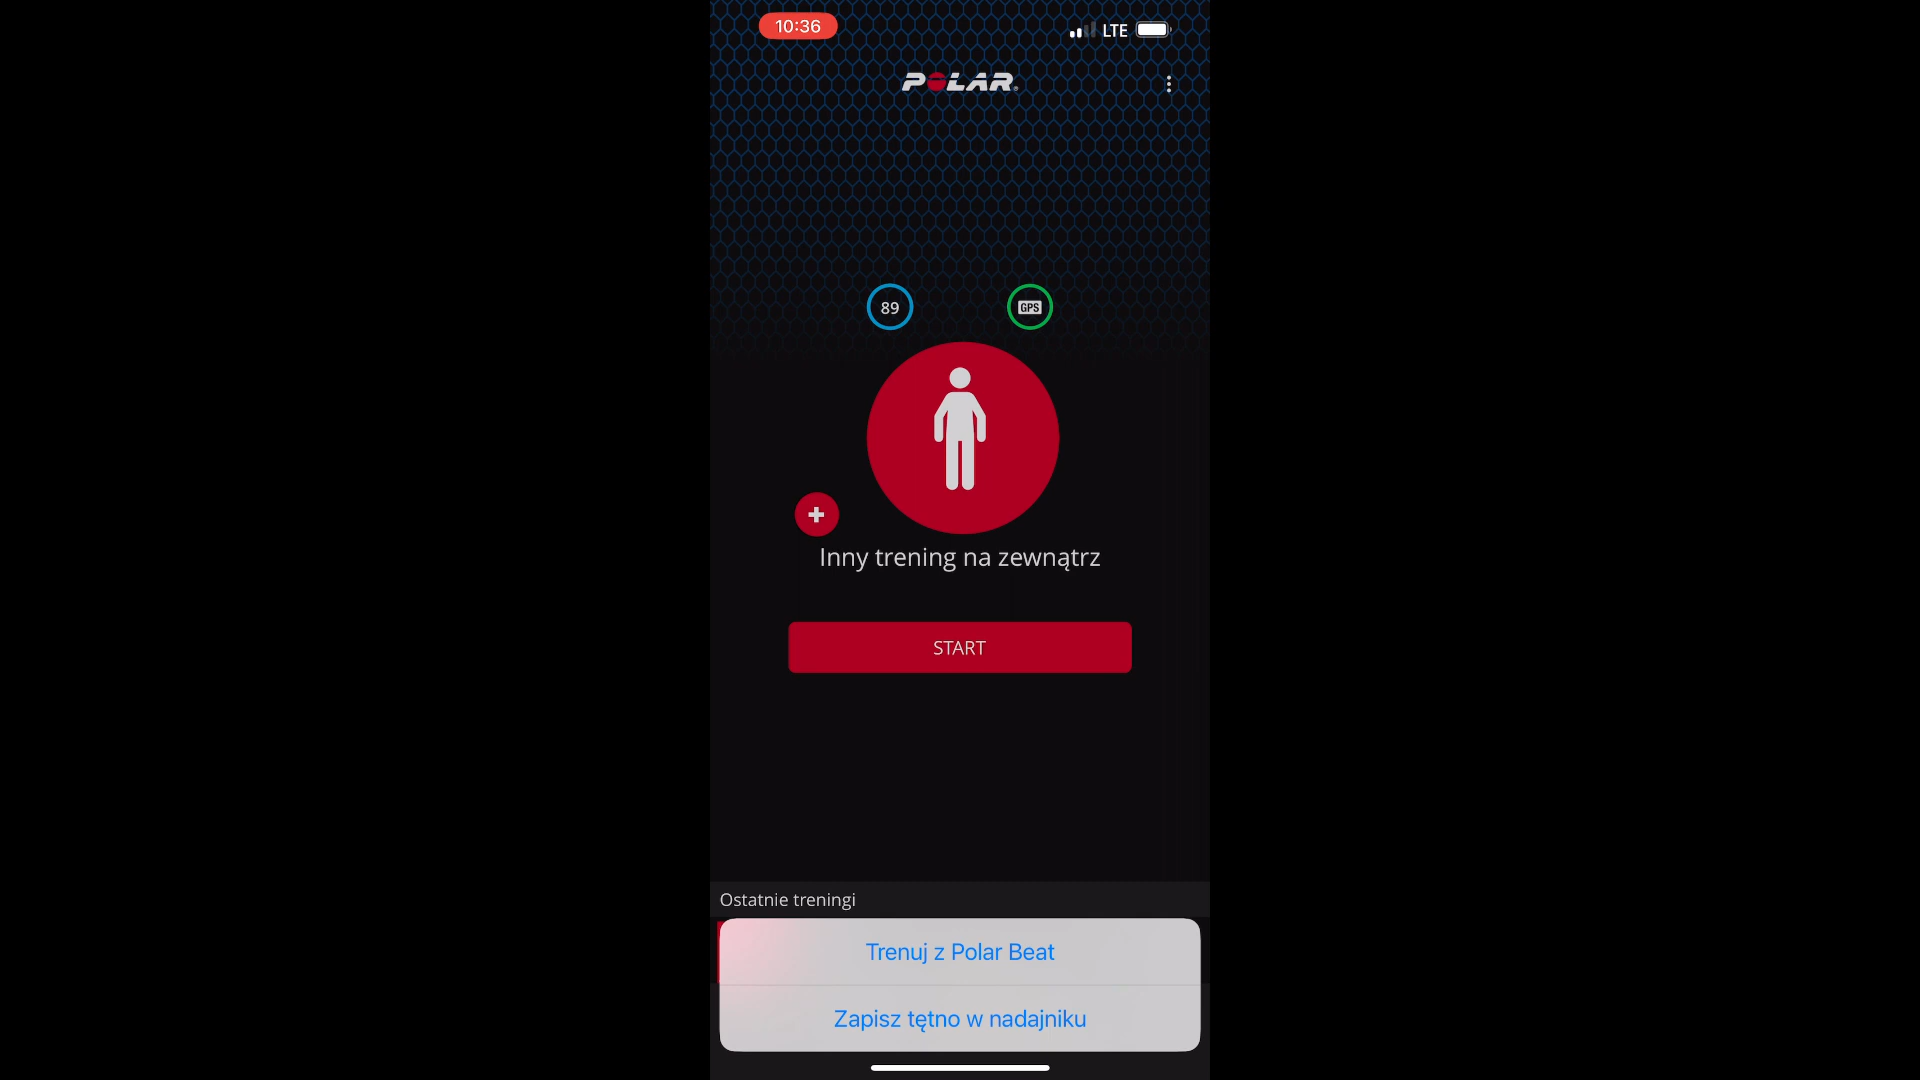 10:36
LTE
POLAR
89
GPS
Inny trening na zewnątrz
START
Ostatnie treningi
Trenuj z Polar Beat
Zapisz tętno w nadajniku